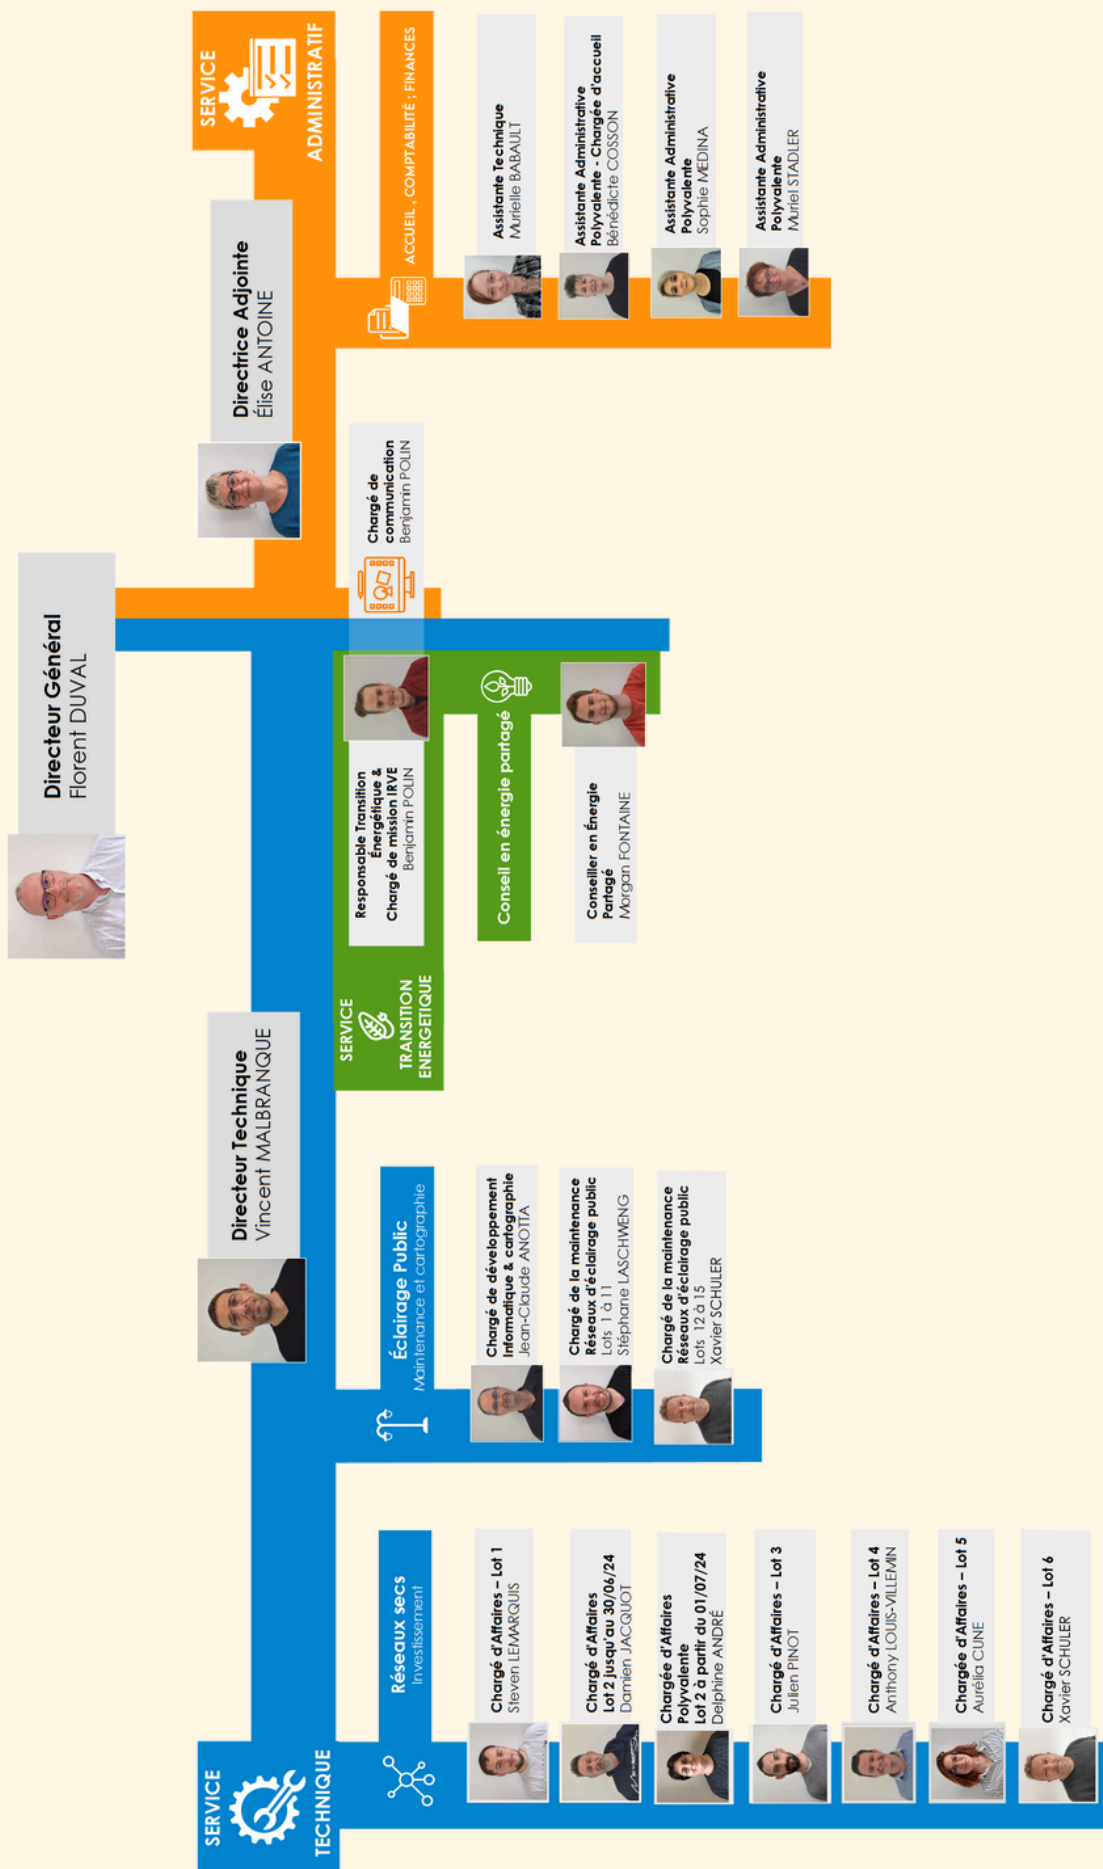 Directeur Général
Florent DUVAL
Directeur Technique
Vincent MALBRANQUE
Directrice Adjointe
Élise ANTOINE
SERVICE
TECHNIQUE
SERVICE
ADMINISTRATIF
Réseaux secs
Investissement
Chargé d'Affaires – Lot 1
Steven LEMARQUIS
Chargé d'Affaires
Lot 2 jusqu'au 30/06/24
Damien JACQUOT
Chargée d'Affaires
Polyvalente
Lot 2 à partir du 01/07/24
Delphine ANDRÉ
Chargé d'Affaires – Lot 3
Julien PINOT
Chargé d'Affaires – Lot 4
Anthony LOUIS-VILLEMIN
Chargée d'Affaires – Lot 5
Aurélia CUNE
Chargé d'Affaires – Lot 6
Xavier SCHULER
Éclairage Public
Maintenance et cartographie
Chargé de développement
Informatique & cartographie
Jean-Claude ANOTTA
Chargé de la maintenance
Réseaux d'éclairage public
Lots 1 à 11
Stéphane LASCHWENG
Chargé de la maintenance
Réseaux d'éclairage public
Lots 12 à 15
Xavier SCHULER
SERVICE
TRANSITION
ENERGETIQUE
Responsable Transition
Énergétique &
Chargé de mission IRVE
Benjamin POLIN
Chargé de
communication
Benjamin POLIN
Conseil en énergie partagé
Conseiller en Énergie
Partagé
Morgan FONTAINE
ACCUEIL , COMPTABILITÉ ; FINANCES
Assistante Technique
Murielle BABAULT
Assistante Administrative
Polyvalente - Chargée d'accueil
Bénédicte COSSON
Assistante Administrative
Polyvalente
Sophie MEDINA
Assistante Administrative
Polyvalente
Muriel STADLER